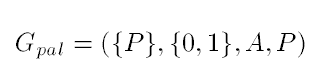 G_{pal} = ({P}, {0, 1}, A, P)